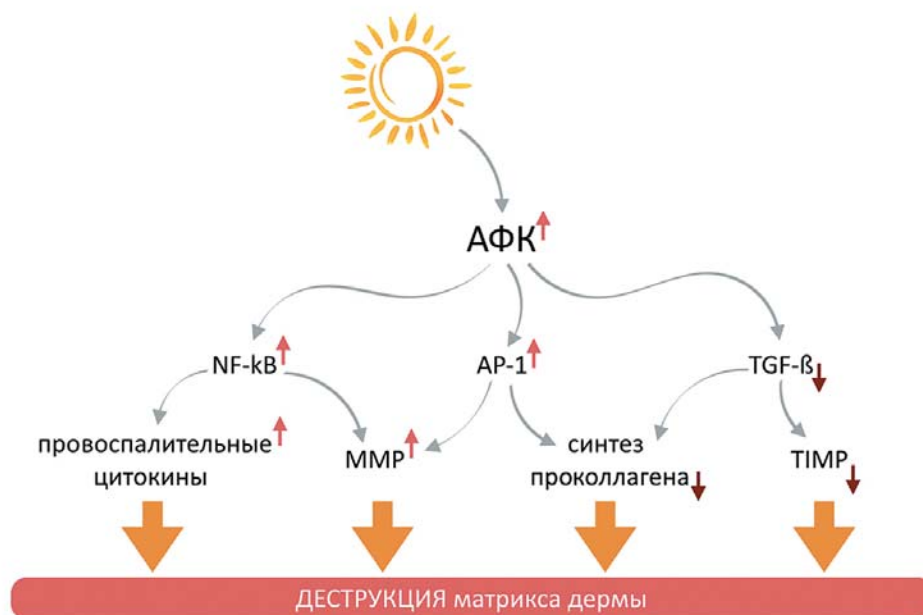 АФК
NF-kB
AP-1
TGF-ß
провоспалительные
цитокины
MMP
синтез
проколлагена
TIMP
ДЕСТРУКЦИЯ матрикса дермы